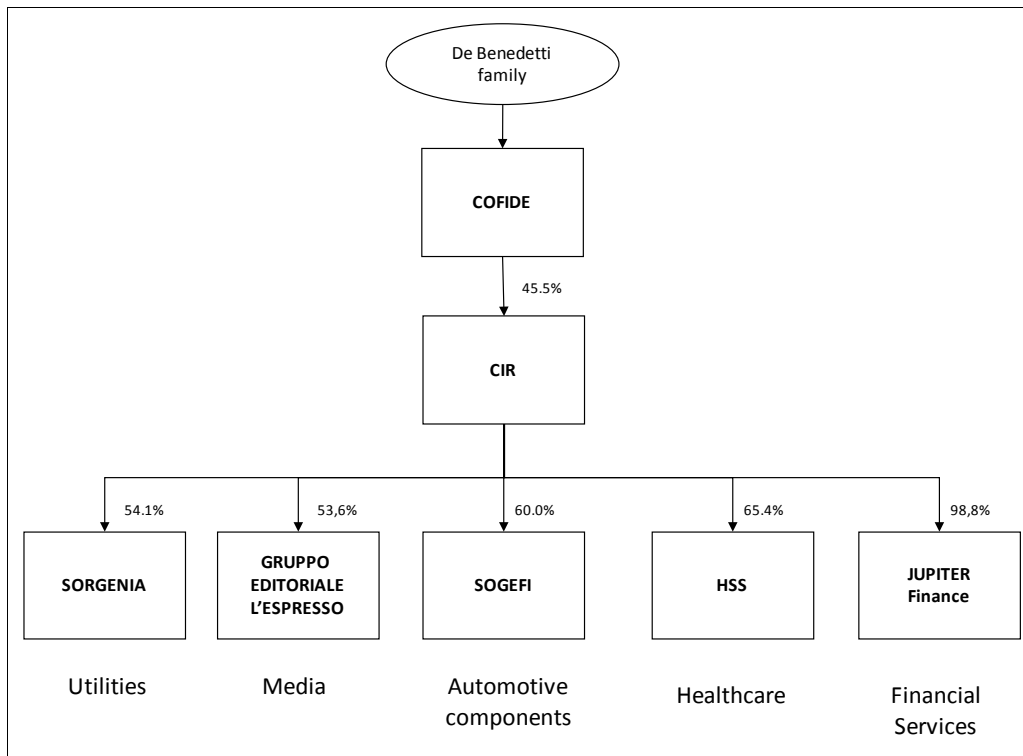 De Benedetti
family
COFIDE
45.5%
CIR
54.1%
53,6%
60.0%
65.4%
98,8%
SORGENIA
GRUPPO
EDITORIALE
L'ESPRESSO
SOGEFI
HSS
JUPITER
Finance
Utilities
Media
Automotive
components
Healthcare
Financial
Services